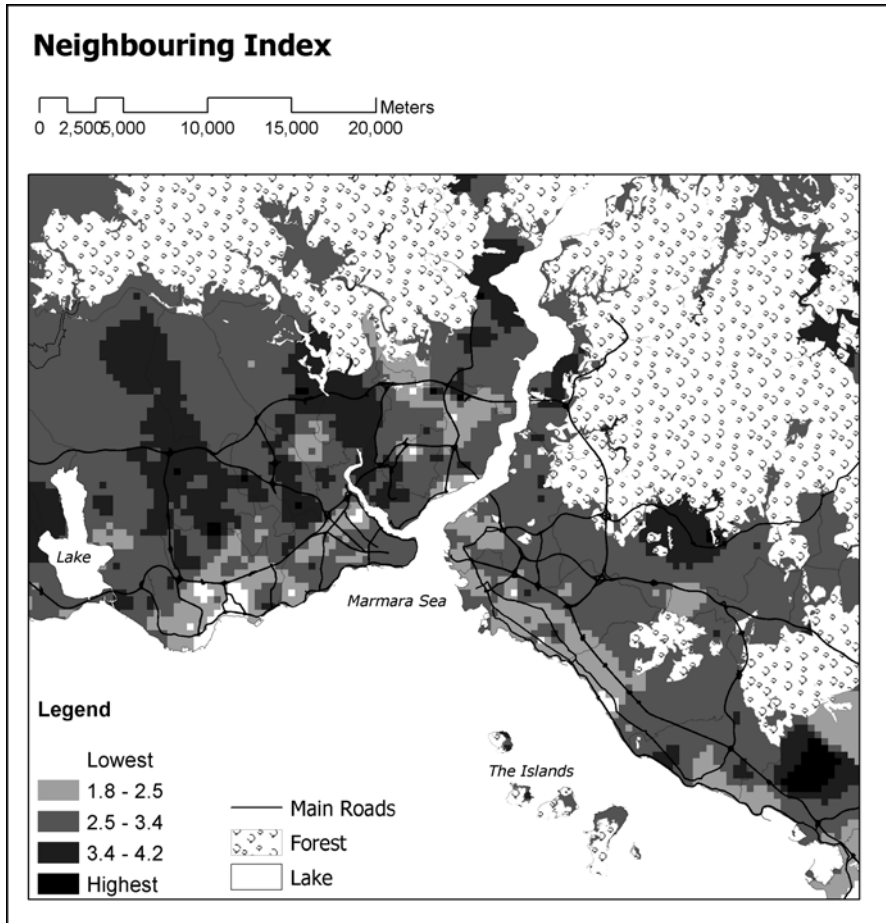 Neighbouring Index
Meters
0 2,500 5,000 10,000 15,000 20,000
Lake
Marmara Sea
The Islands
Legend
Lowest
1.8 - 2.5
2.5 - 3.4
3.4 - 4.2
Highest
Main Roads
Forest
Lake